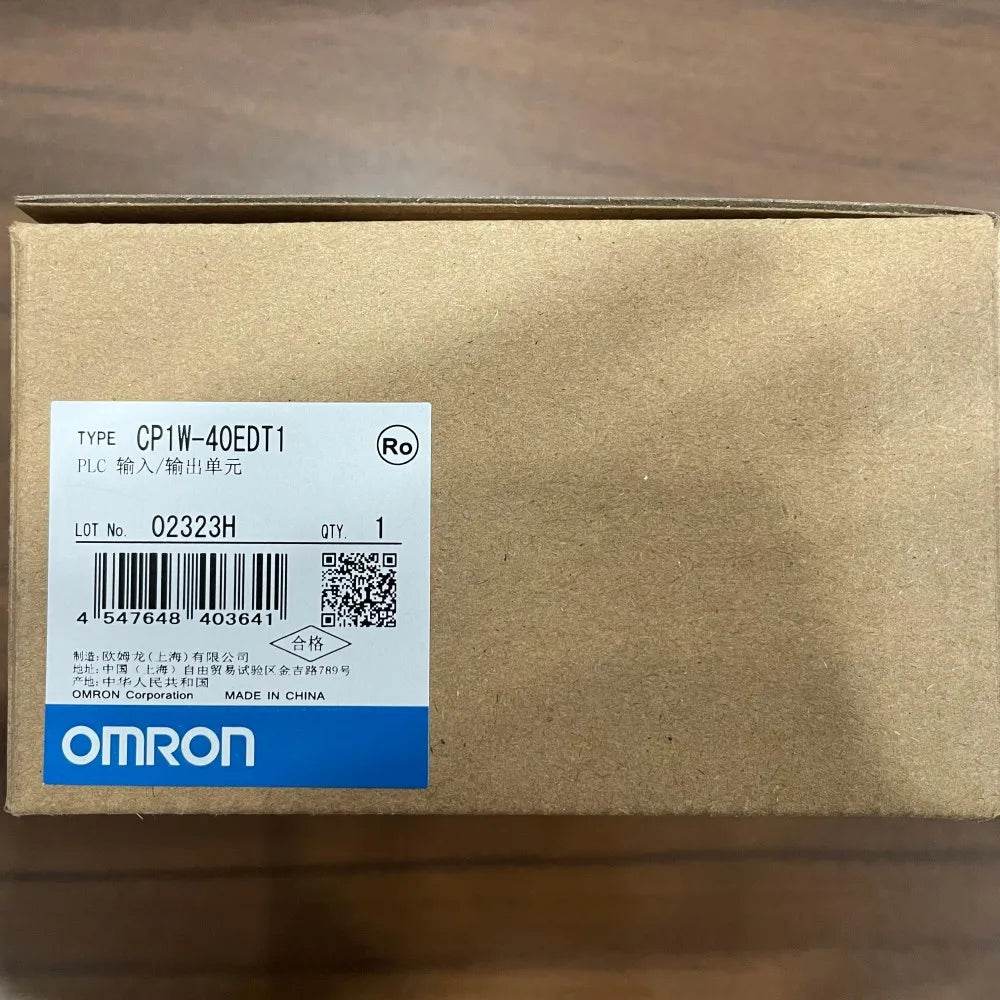 TYPE CP1W-40EDT1
Ro
PLC 输入/输出单元
LOT No. 02323H QTY. 1
4 547648 403641
合格
制造:欧姆龙(上海)有限公司
地址:中国(上海)自由贸易试验区金吉路789号
产地:中华人民共和国
OMRON Corporation MADE IN CHINA
OMRON